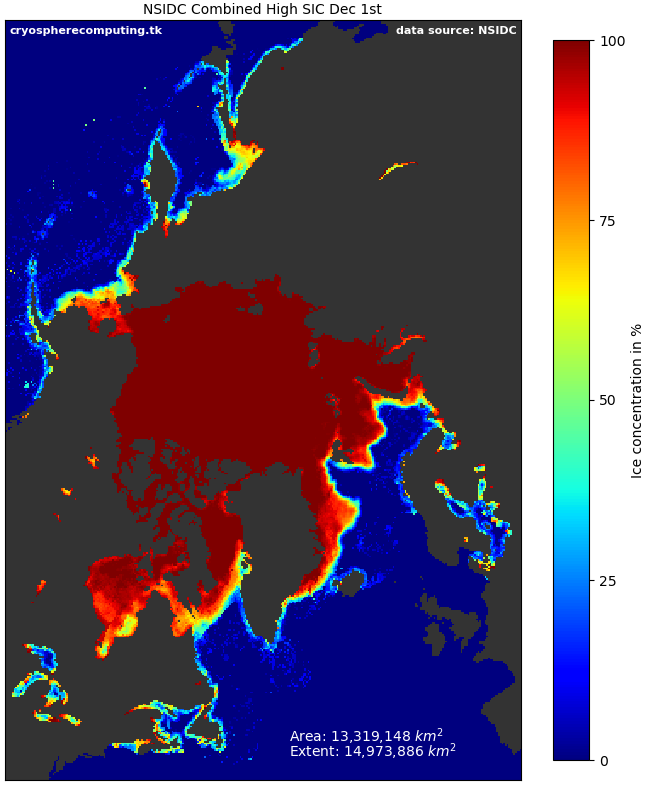 NSIDC Combined High SIC Dec 1st
cryospherecomputing.tk
data source: NSIDC
100
75
50
25
0
Ice concentration in %
Area: 13,319,148 km²
Extent: 14,973,886 km²